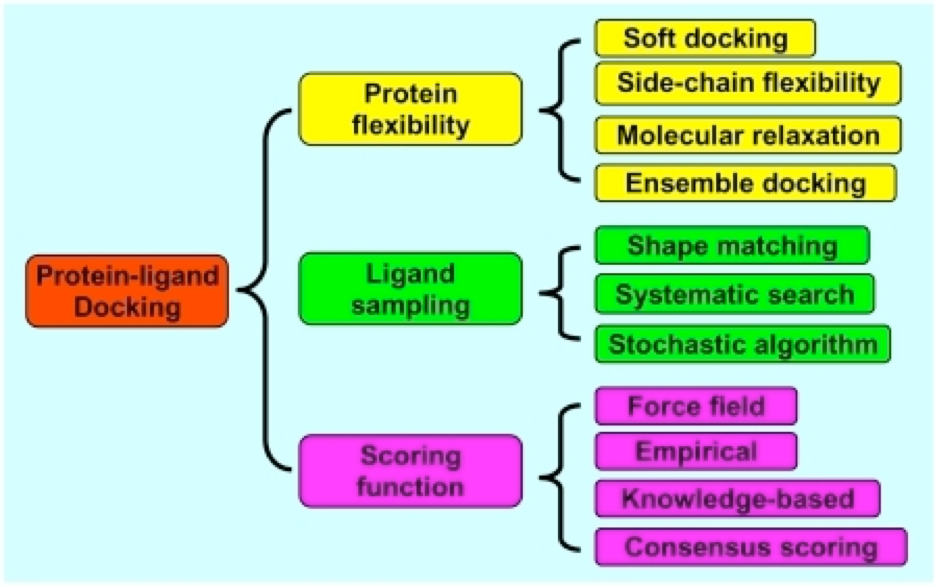 Protein-ligand
Docking
Protein
flexibility
Soft docking
Side-chain flexibility
Molecular relaxation
Ensemble docking
Ligand
sampling
Shape matching
Systematic search
Stochastic algorithm
Scoring
function
Force field
Empirical
Knowledge-based
Consensus scoring